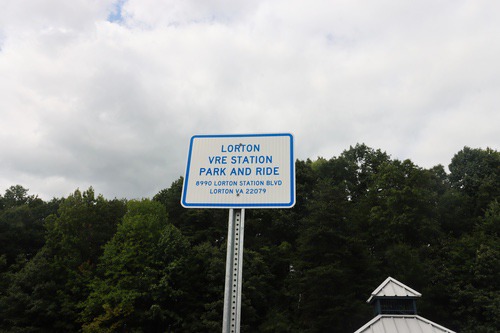 LORTON
VRE STATION
PARK AND RIDE
8990 LORTON STATION BLVD
LORTON VA 22079